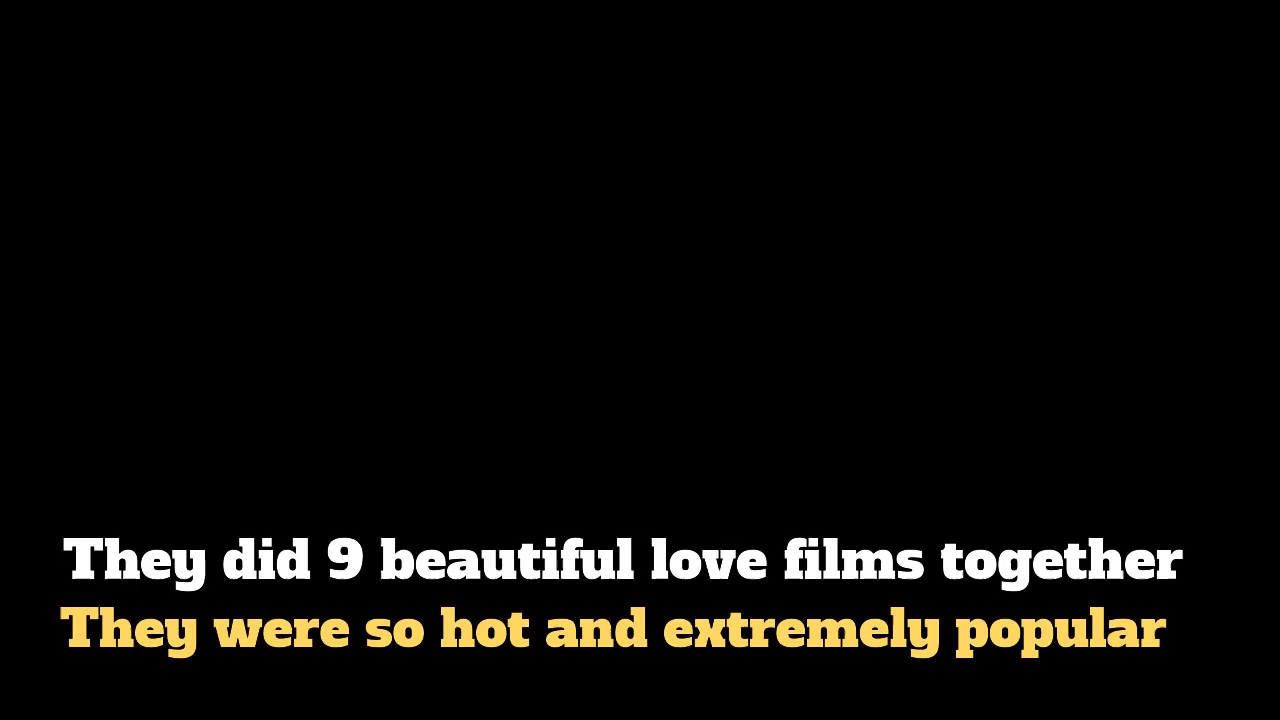 They did 9 beautiful love films together
They were so hot and extremely popular